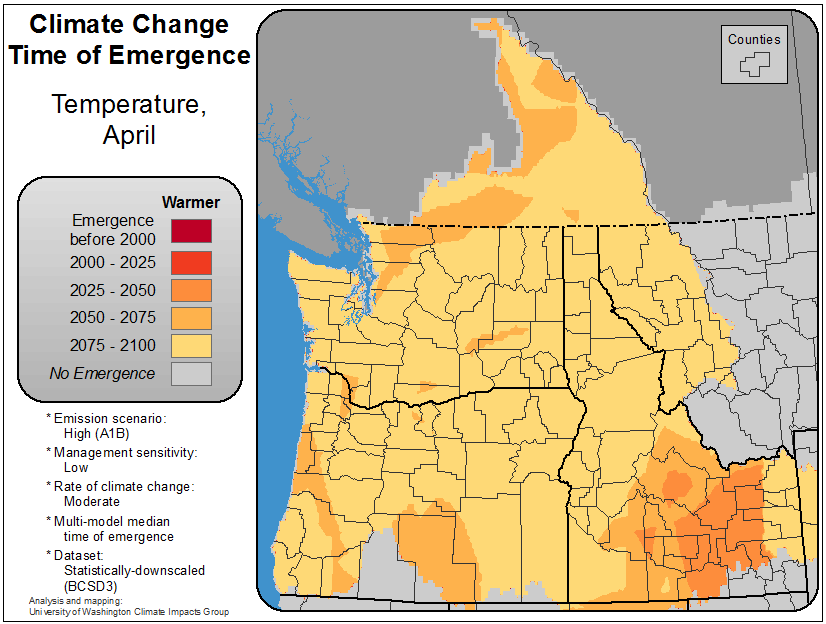 Climate Change
Time of Emergence
Temperature,
April
Warmer
Emergence
before 2000
2000 - 2025
2025 - 2050
2050 - 2075
2075 - 2100
No Emergence
* Emission scenario:
High (A1B)
* Management sensitivity:
Low
* Rate of climate change:
Moderate
* Multi-model median
time of emergence
* Dataset:
Statistically-downscaled
(BCSD3)
Analysis and mapping:
University of Washington Climate Impacts Group
Counties